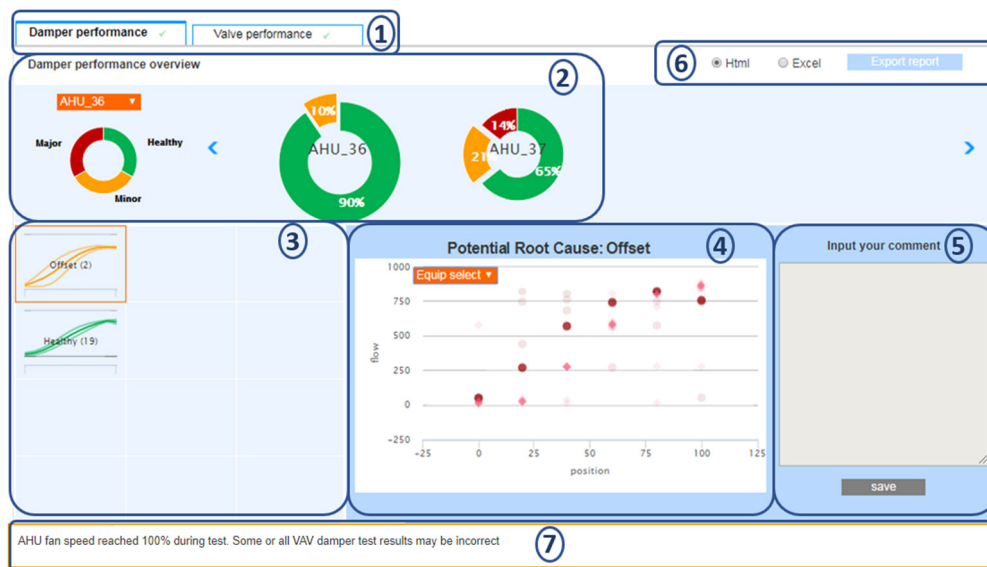 Damper performance ✓
Valve performance ✓
1
Damper performance overview
2
6
Html
Excel
Export report
AHU_36 ▼
Major
Healthy
Minor
10%
AHU_36
90%
14%
AHU_37
21%
65%
3
Offset (2)
Healthy (19)
Potential Root Cause: Offset
4
Equip select ▼
1000
750
500
250
0
-250
flow
-25
0
25
50
75
100
125
position
Input your comment
5
save
AHU fan speed reached 100% during test. Some or all VAV damper test results may be incorrect
7